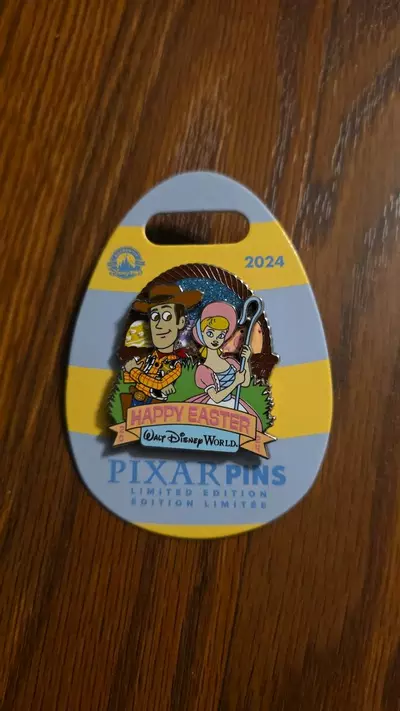 2024
HAPPY EASTER
WALT DISNEY WORLD.
PIXAR PINS
LIMITED EDITION
ÉDITION LIMITÉE